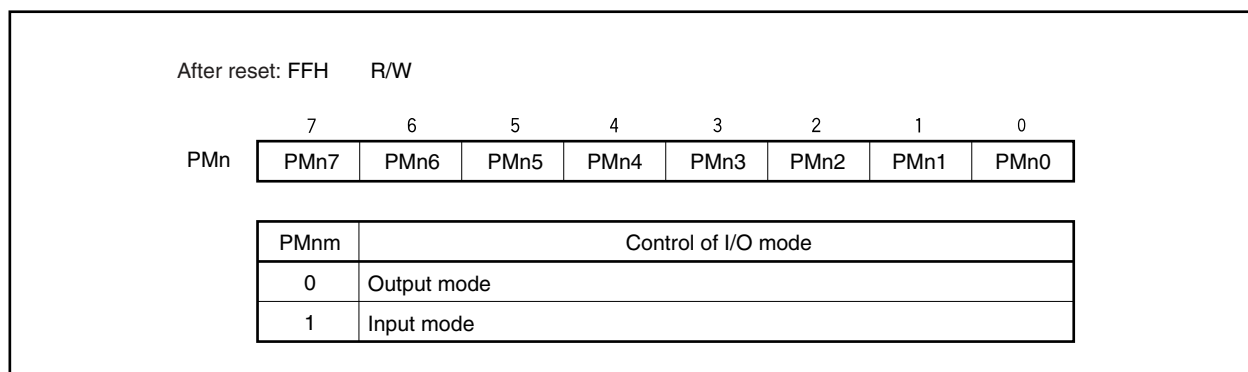 After reset: FFH R/W
7 6 5 4 3 2 1 0
PMn PMn7 PMn6 PMn5 PMn4 PMn3 PMn2 PMn1 PMn0
PMnm Control of I/O mode
0 Output mode
1 Input mode